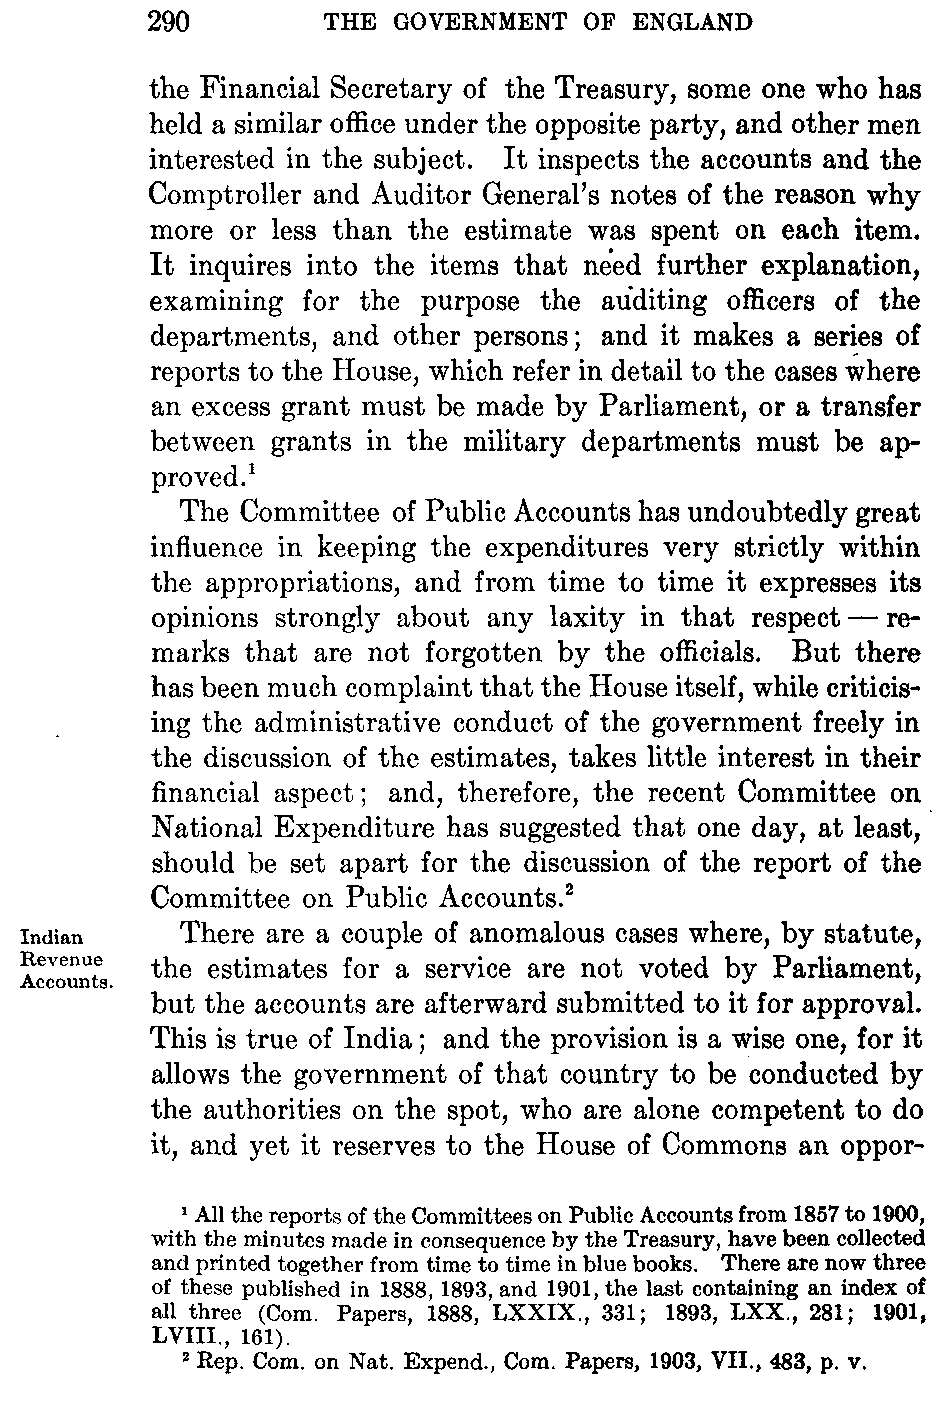 290 THE GOVERNMENT OF ENGLAND
the Financial Secretary of the Treasury, some one who has
held a similar office under the opposite party, and other men
interested in the subject. It inspects the accounts and the
Comptroller and Auditor General's notes of the reason why
more or less than the estimate was spent on each item.
It inquires into the items that need further explanation,
examining for the purpose the auditing officers of the
departments, and other persons; and it makes a series of
reports to the House, which refer in detail to the cases where
an excess grant must be made by Parliament, or a transfer
between grants in the military departments must be ap-
proved.¹
The Committee of Public Accounts has undoubtedly great
influence in keeping the expenditures very strictly within
the appropriations, and from time to time it expresses its
opinions strongly about any laxity in that respect — re-
marks that are not forgotten by the officials. But there
has been much complaint that the House itself, while criticis-
ing the administrative conduct of the government freely in
the discussion of the estimates, takes little interest in their
financial aspect; and, therefore, the recent Committee on
National Expenditure has suggested that one day, at least,
should be set apart for the discussion of the report of the
Committee on Public Accounts.²
Indian
Revenue
Accounts.
There are a couple of anomalous cases where, by statute,
the estimates for a service are not voted by Parliament,
but the accounts are afterward submitted to it for approval.
This is true of India; and the provision is a wise one, for it
allows the government of that country to be conducted by
the authorities on the spot, who are alone competent to do
it, and yet it reserves to the House of Commons an oppor-
¹ All the reports of the Committees on Public Accounts from 1857 to 1900,
with the minutes made in consequence by the Treasury, have been collected
and printed together from time to time in blue books. There are now three
of these published in 1888, 1893, and 1901, the last containing an index of
all three (Com. Papers, 1888, LXXIX., 331; 1893, LXX., 281; 1901,
LVIII., 161).
² Rep. Com. on Nat. Expend., Com. Papers, 1903, VII., 483, p. v.